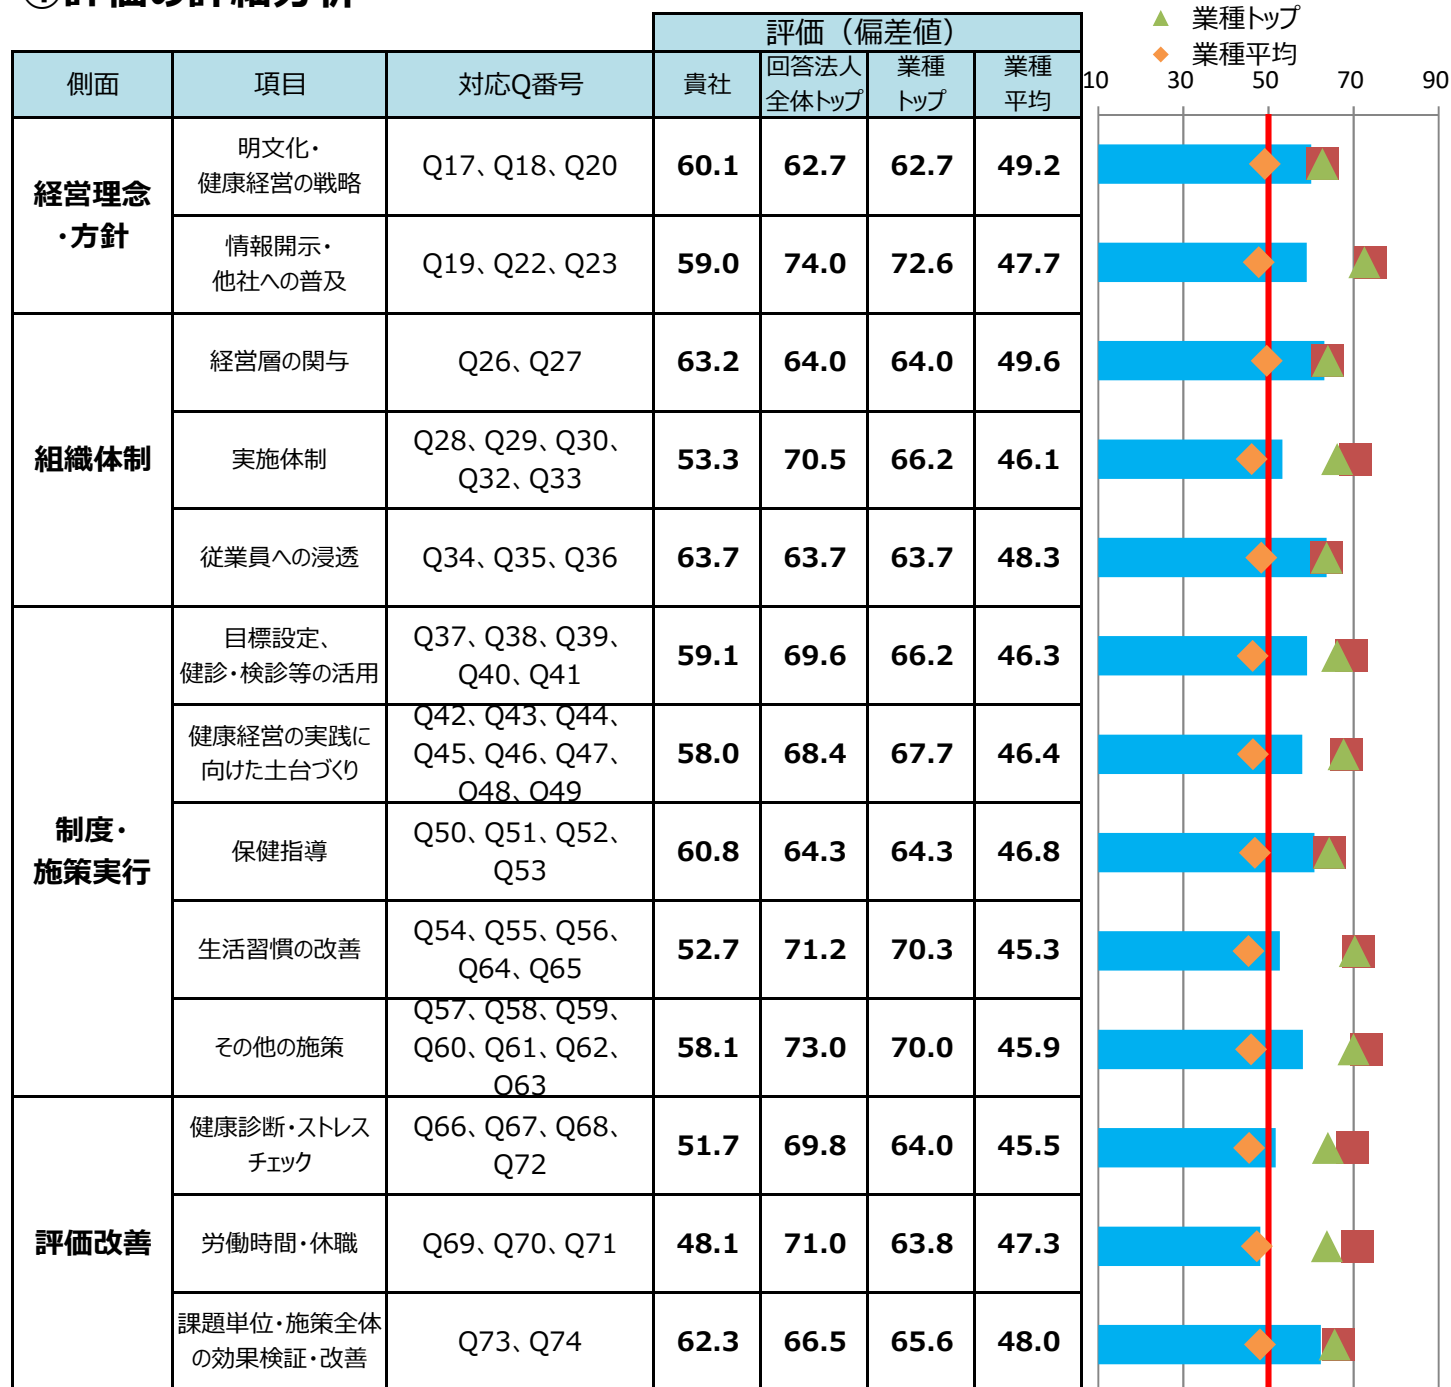 ①評価の詳細分析
▲ 業種トップ
◆ 業種平均
評価（偏差値）
側面 項目 対応Q番号 貴社 回答法人 業種 業種
全体トップ トップ 平均
10 30 50 70 90
経営理念
・方針
明文化・
健康経営の戦略
Q17、Q18、Q20 60.1 62.7 62.7 49.2
情報開示・
他社への普及
Q19、Q22、Q23 59.0 74.0 72.6 47.7
組織体制
経営層の関与 Q26、Q27 63.2 64.0 64.0 49.6
実施体制
Q28、Q29、Q30、
Q32、Q33
53.3 70.5 66.2 46.1
従業員への浸透 Q34、Q35、Q36 63.7 63.7 63.7 48.3
制度・
施策実行
目標設定、
健診・検診等の活用
Q37、Q38、Q39、
Q40、Q41
59.1 69.6 66.2 46.3
健康経営の実践に
向けた土台づくり
Q42、Q43、Q44、
Q45、Q46、Q47、
Q48、Q49
58.0 68.4 67.7 46.4
保健指導
Q50、Q51、Q52、
Q53
60.8 64.3 64.3 46.8
生活習慣の改善
Q54、Q55、Q56、
Q64、Q65
52.7 71.2 70.3 45.3
その他の施策
Q57、Q58、Q59、
Q60、Q61、Q62、
Q63
58.1 73.0 70.0 45.9
評価改善
健康診断・ストレス
チェック
Q66、Q67、Q68、
Q72
51.7 69.8 64.0 45.5
労働時間・休職 Q69、Q70、Q71 48.1 71.0 63.8 47.3
課題単位・施策全体
の効果検証・改善
Q73、Q74 62.3 66.5 65.6 48.0